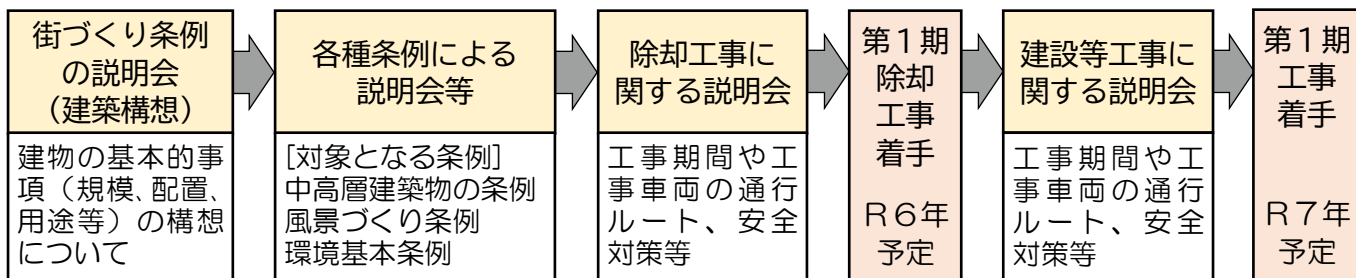 街づくり条例
の説明会
（建築構想）
建物の基本的事
項（規模、配置、
用途等）の構想
について
各種条例による
説明会等
[対象となる条例]
中高層建築物の条例
風景づくり条例
環境基本条例
除却工事に
関する説明会
工事期間や工
事車両の通行
ルート、安全
対策等
第１期
除却
工事
着手
Ｒ６年
予定
建設等工事に
関する説明会
工事期間や工
事車両の通行
ルート、安全
対策等
第１期
工事
着手
Ｒ７年
予定